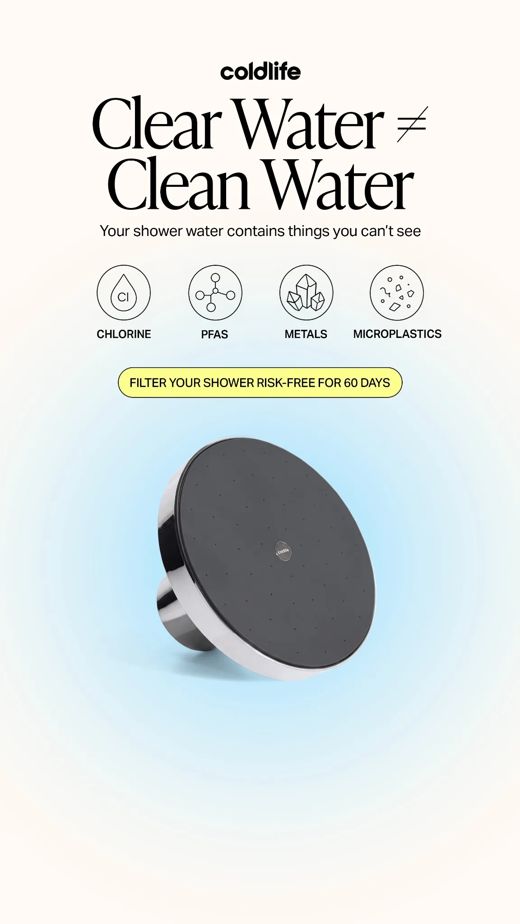 coldlife
Clear Water ≠
Clean Water
Your shower water contains things you can't see
Cl
CHLORINE
PFAS
METALS
MICROPLASTICS
FILTER YOUR SHOWER RISK-FREE FOR 60 DAYS